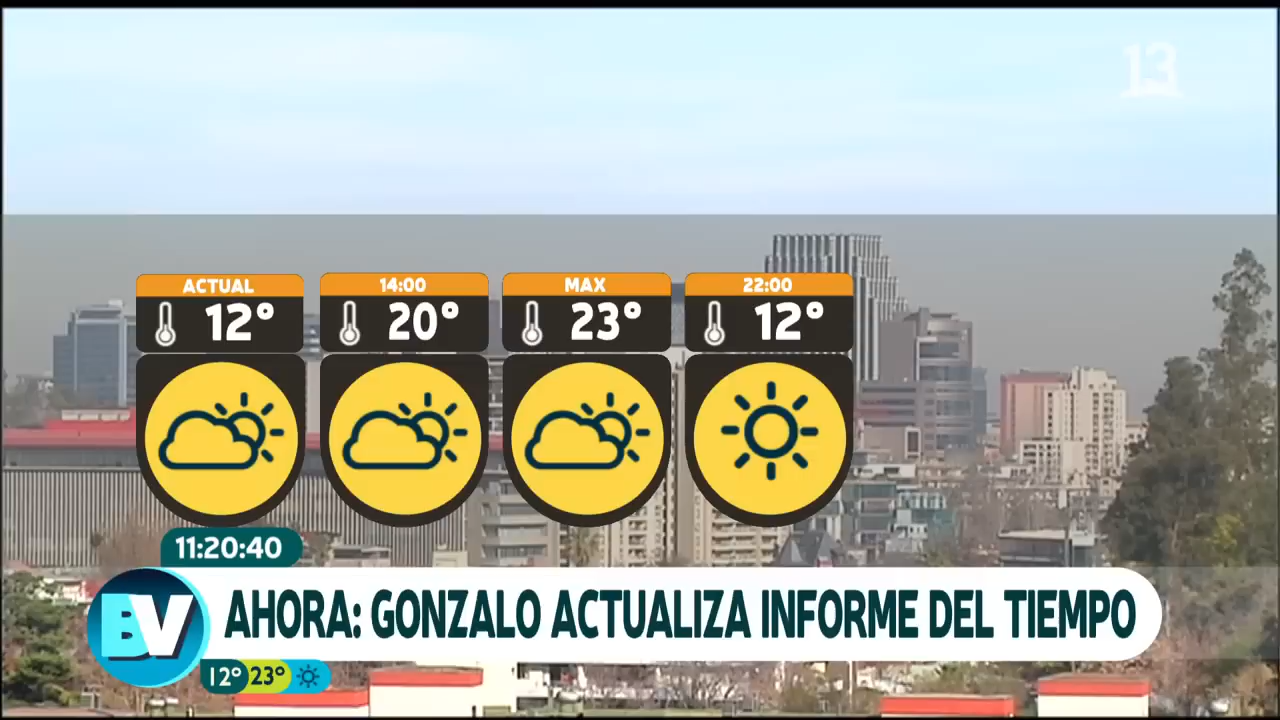 13
ACTUAL
12°
14:00
20°
MAX
23°
22:00
12°
11:20:40
BV
AHORA: GONZALO ACTUALIZA INFORME DEL TIEMPO
12° 23°